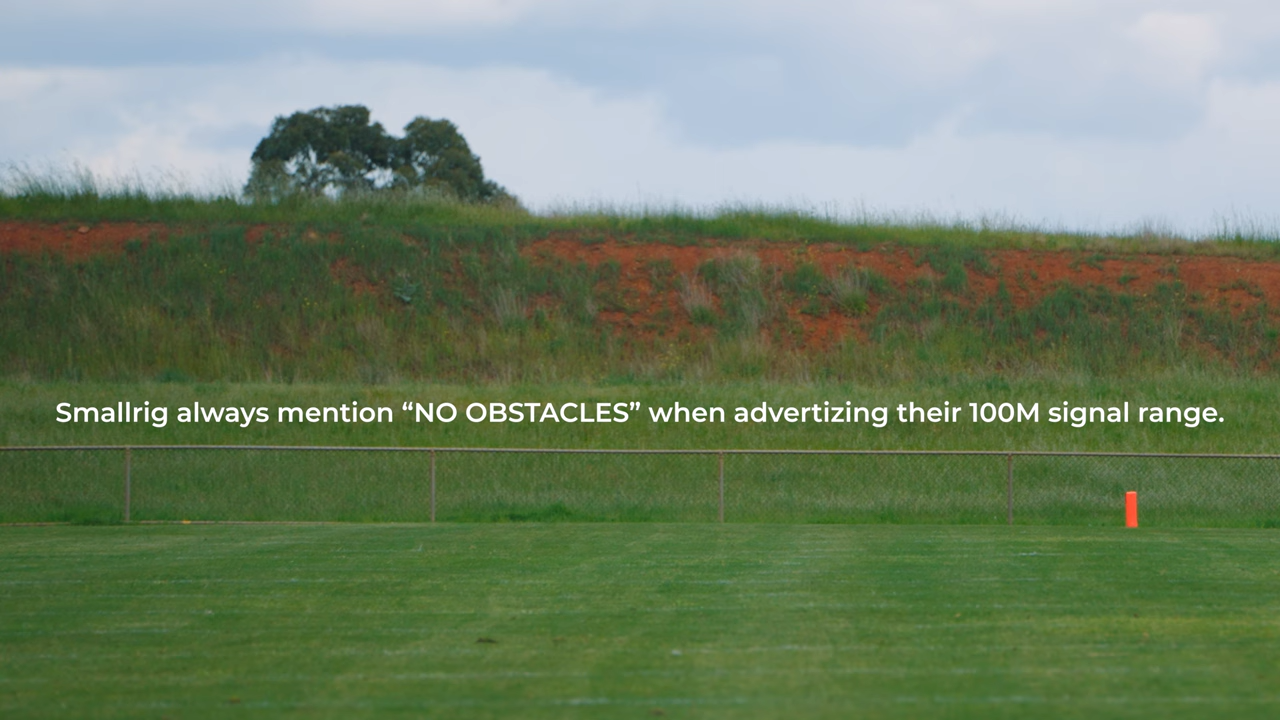 Smallrig always mention “NO OBSTACLES” when advertizing their 100M signal range.